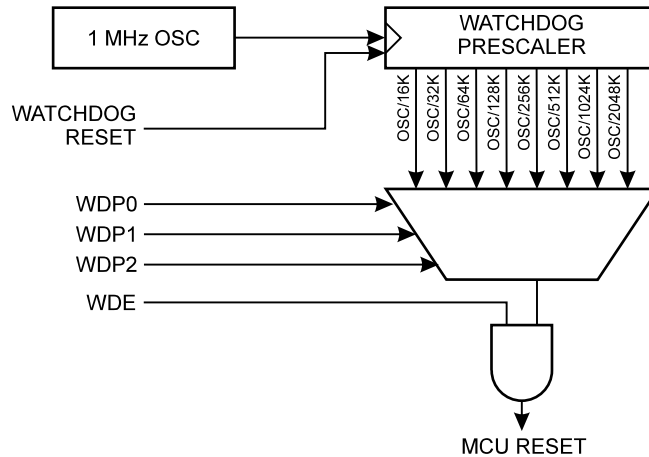 1 MHz OSC
WATCHDOG
PRESCALER
WATCHDOG
RESET
OSC/16K
OSC/32K
OSC/64K
OSC/128K
OSC/256K
OSC/512K
OSC/1024K
OSC/2048K
WDP0
WDP1
WDP2
WDE
MCU RESET